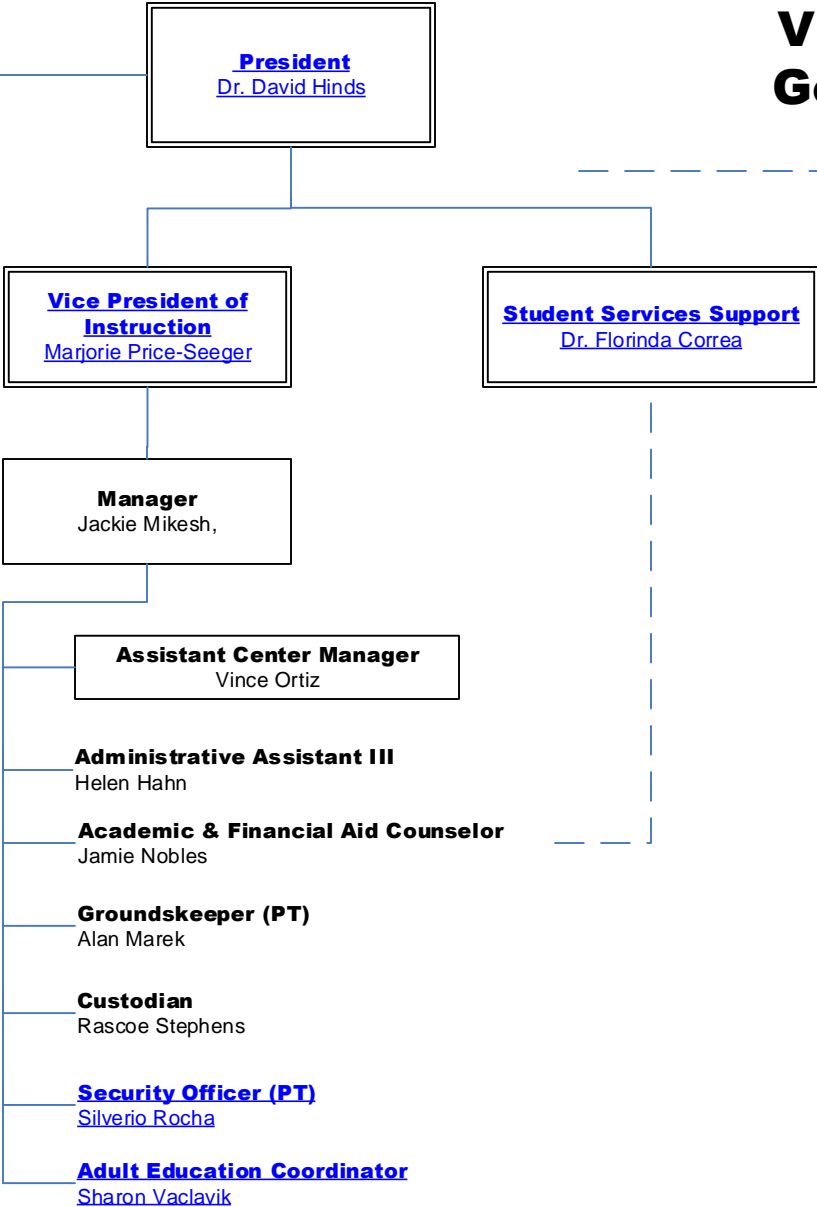 V
President
Dr. David Hinds
Vice President of
Instruction
Marjorie Price-Seeger
Student Services Support
Dr. Florinda Correa
Manager
Jackie Mikesh,
Assistant Center Manager
Vince Ortiz
Administrative Assistant III
Helen Hahn
Academic & Financial Aid Counselor
Jamie Nobles
Groundskeeper (PT)
Alan Marek
Custodian
Rascoe Stephens
Security Officer (PT)
Silverio Rocha
Adult Education Coordinator
Sharon Vaclavik